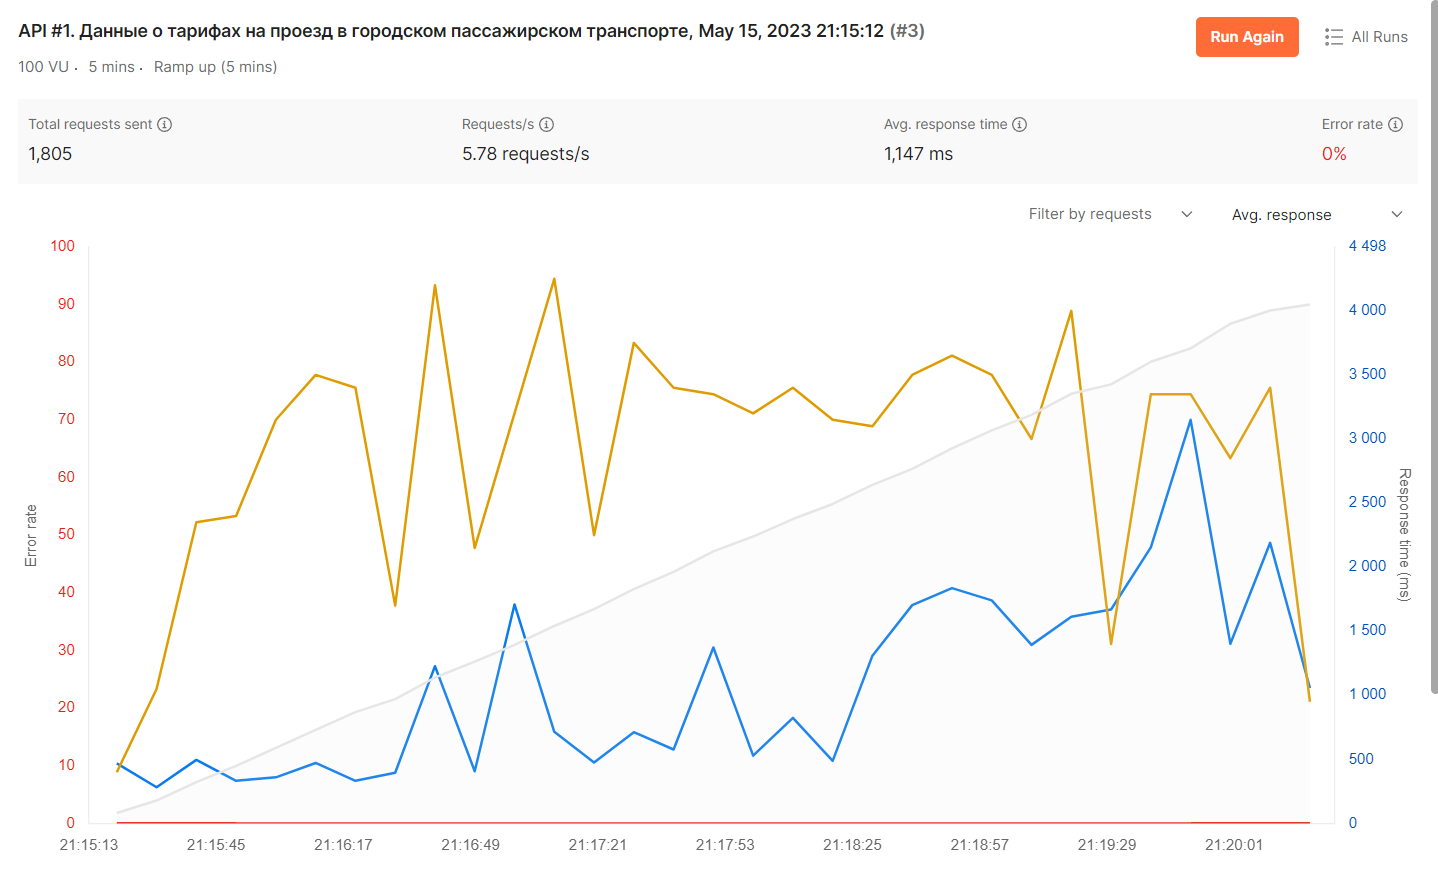 API #1. Данные о тарифах на проезд в городском пассажирском транспорте, May 15, 2023 21:15:12 (#3)
Run Again
All Runs
100 VU · 5 mins · Ramp up (5 mins)
Total requests sent
Requests/s
Avg. response time
Error rate
1,805
5.78 requests/s
1,147 ms
0%
Filter by requests
Avg. response
100
90
80
70
60
50
40
30
20
10
0
Error rate
4 498
4 000
3 500
3 000
2 500
2 000
1 500
1 000
500
0
Response time (ms)
21:15:13
21:15:45
21:16:17
21:16:49
21:17:21
21:17:53
21:18:25
21:18:57
21:19:29
21:20:01